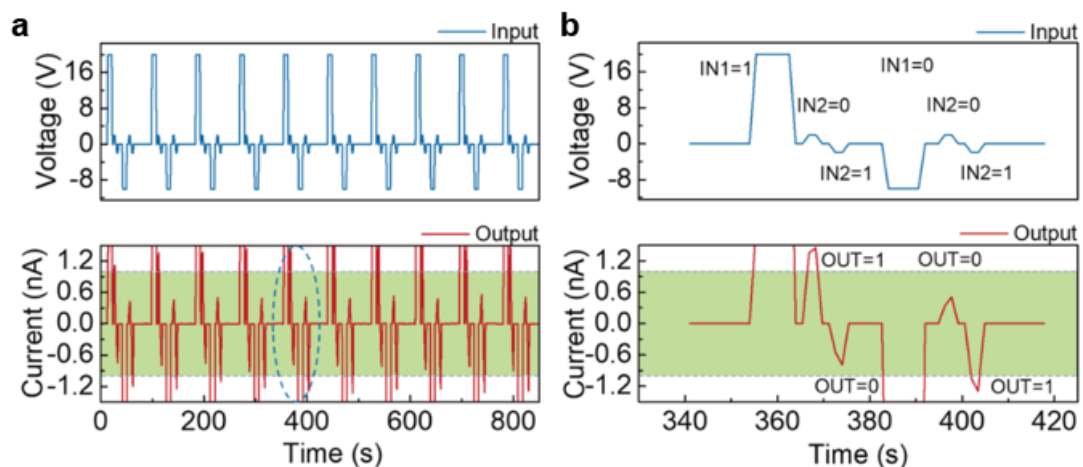 a
Input
Voltage (V)
16
8
0
-8
Output
Current (nA)
1.2
0.6
0.0
-0.6
-1.2
0
200
400
600
800
Time (s)
b
Input
Voltage (V)
16
8
0
-8
IN1=1
IN1=0
IN2=0
IN2=0
IN2=1
IN2=1
Output
Current (nA)
1.2
0.6
0.0
-0.6
-1.2
OUT=1
OUT=0
OUT=0
OUT=1
340
360
380
400
420
Time (s)